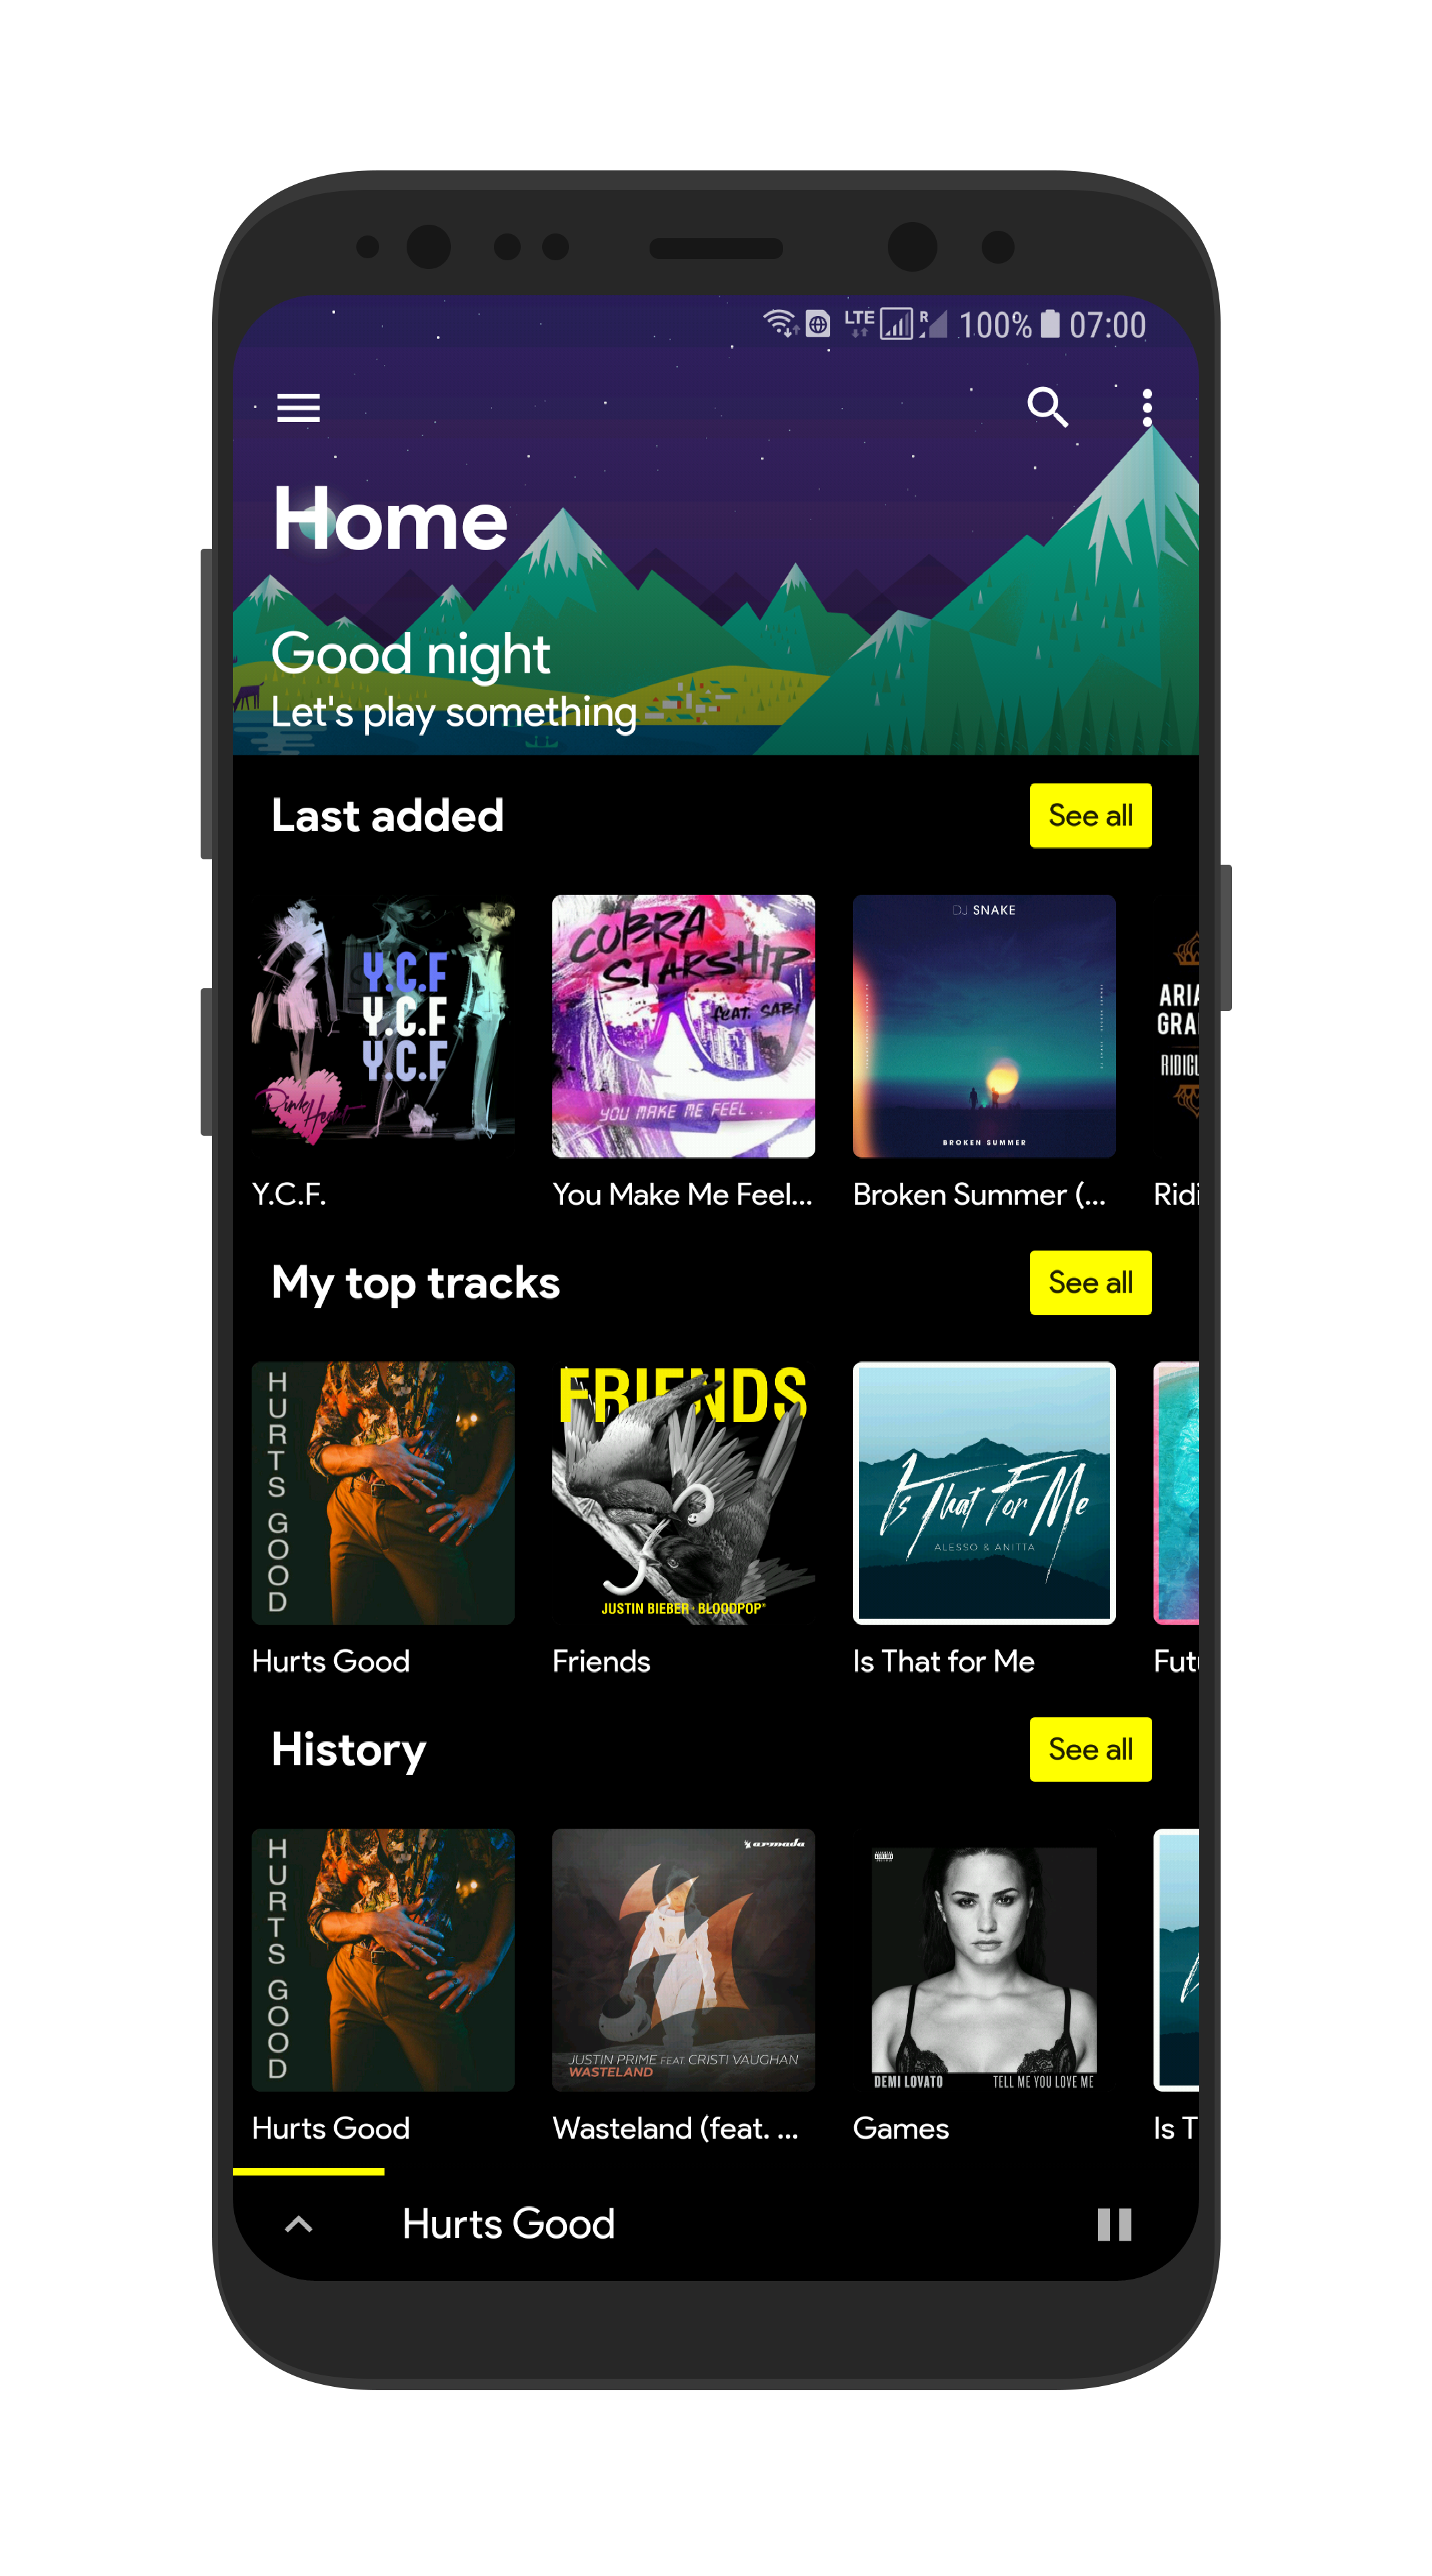 LTE R 100% 07:00
Home
Good night
Let's play something
Last added
See all
Y.C.F
Y.C.F
Y.C.F
Pink Heart
COBRA
STARSHIP
feat. SABI
YOU MAKE ME FEEL...
DJ SNAKE
BROKEN SUMMER
ARIA
GRA
RIDICU
Y.C.F.
You Make Me Feel...
Broken Summer (...
Ridi
My top tracks
See all
HURTS GOOD
FRIENDS
JUSTIN BIEBER · BLOODPOP®
Is That For Me
ALESSO & ANITTA
Hurts Good
Friends
Is That for Me
Futu
History
See all
HURTS GOOD
armada
JUSTIN PRIME FEAT. CRISTI VAUGHAN
WASTELAND
DEMI LOVATO TELL ME YOU LOVE ME
Hurts Good
Wasteland (feat. ...
Games
Is T
Hurts Good